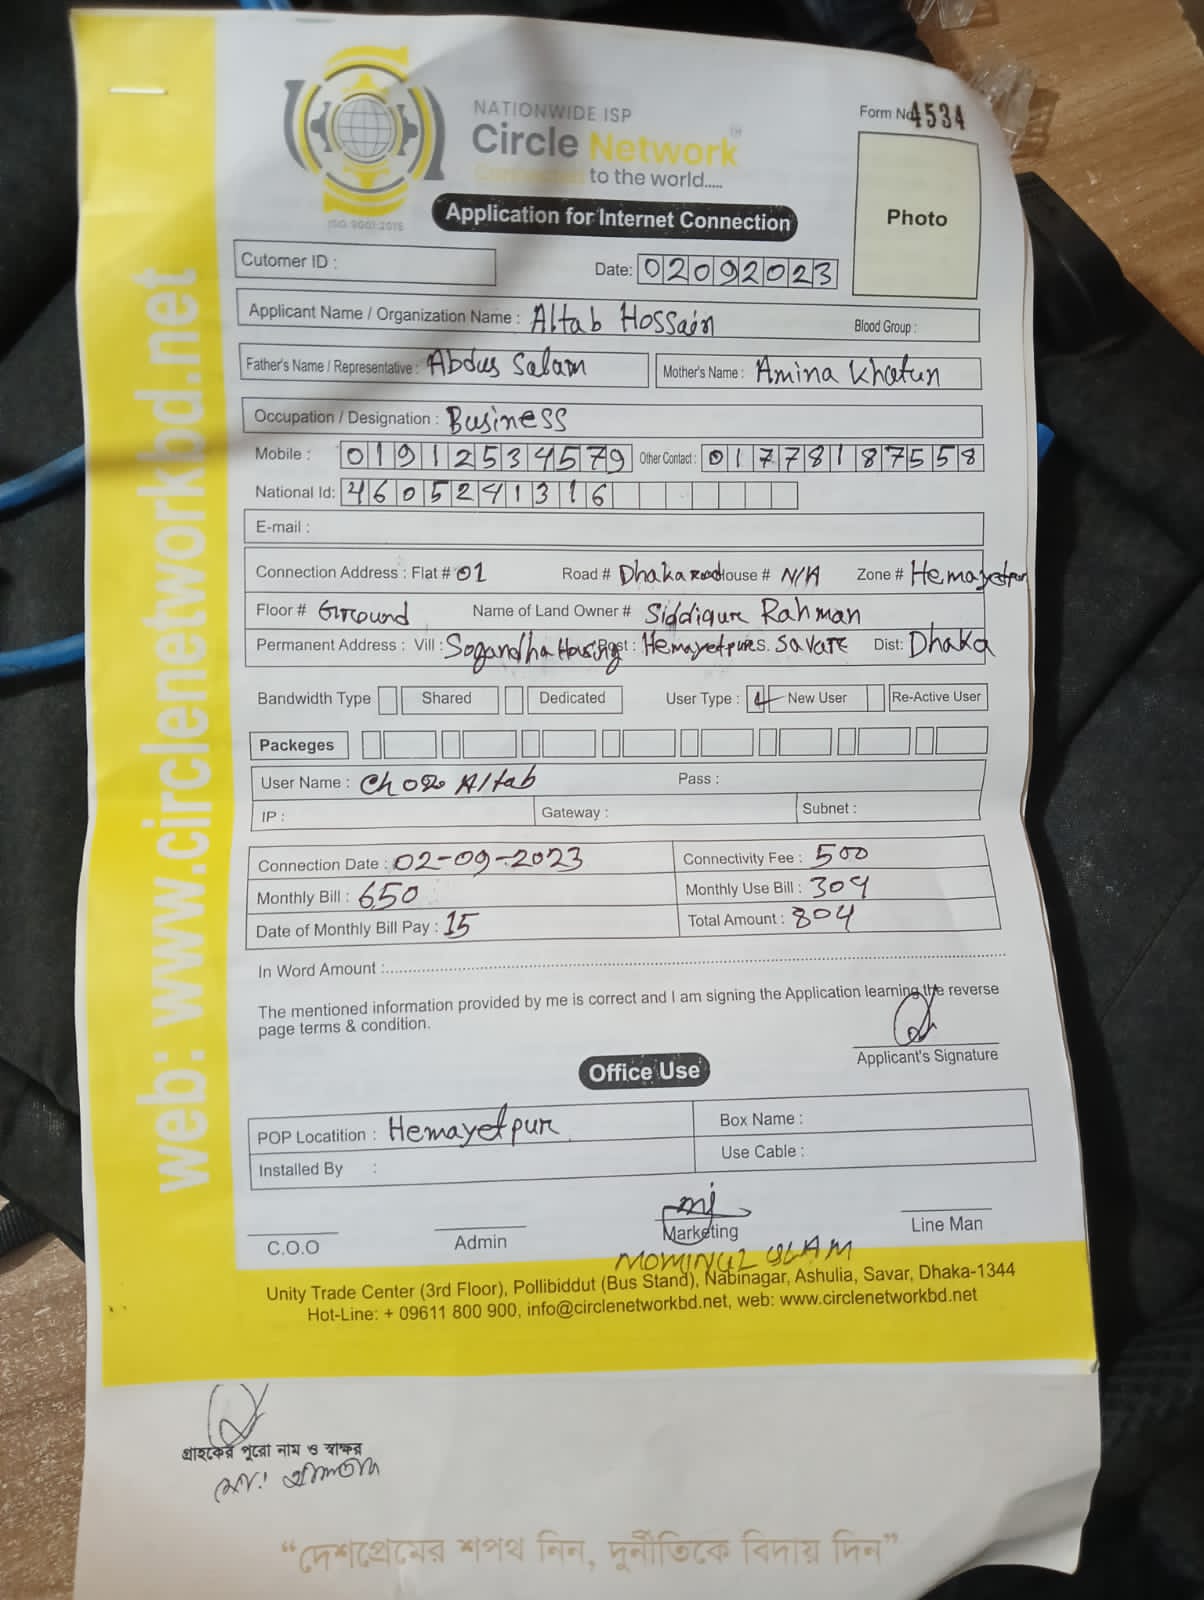 NATIONWIDE ISP
Form No 4534
Circle Network TM
Connected to the world.....
ISO 9001:2015
Application for Internet Connection
Photo
Cutomer ID :
Date: 02092023
Applicant Name / Organization Name : Altab Hossain Blood Group :
Father's Name / Representative : Abdus Salam Mother's Name : Amina Khatun
Occupation / Designation : Business
Mobile : 01912534579 Other Contact : 01778187558
National Id: 4605241316
E-mail :
Connection Address : Flat # 01 Road # Dhaka Road House # N/A Zone # Hemayetpur
Floor # Ground Name of Land Owner # Siddiqur Rahman
Permanent Address : Vill : Sogandha Housing Post : Hemayetpur P.S. Savar Dist: Dhaka
Bandwidth Type Shared Dedicated User Type : New User Re-Active User
Packeges
User Name : Altab Pass :
IP : Gateway : Subnet :
Connection Date : 02-09-2023 Connectivity Fee : 500
Monthly Bill : 650 Monthly Use Bill : 304
Date of Monthly Bill Pay : 15 Total Amount : 804
In Word Amount :
The mentioned information provided by me is correct and I am signing the Application learning the reverse
page terms & condition.
Applicant's Signature
Office Use
POP Locatition : Hemayetpur Box Name :
Installed By : Use Cable :
C.O.O Admin Marketing Line Man
MOMINUL ISLAM
Unity Trade Center (3rd Floor), Pollibiddut (Bus Stand), Nabinagar, Ashulia, Savar, Dhaka-1344
Hot-Line: + 09611 800 900, info@circlenetworkbd.net, web: www.circlenetworkbd.net
web: www.circlenetworkbd.net
গ্রাহকের পুরো নাম ও স্বাক্ষর
মো: আলতাব
“দেশপ্রেমের শপথ নিন, দুর্নীতিকে বিদায় দিন”